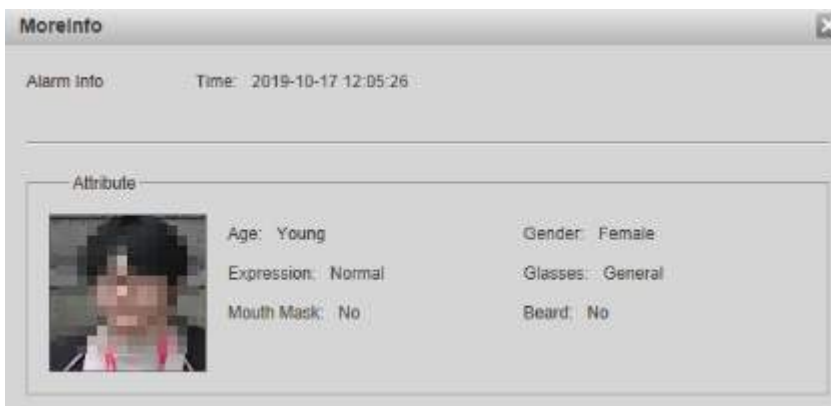 MoreInfo
Alarm Info Time: 2019-10-17 12:05:26
Attribute
Age: Young Gender: Female
Expression: Normal Glasses: General
Mouth Mask: No Beard: No